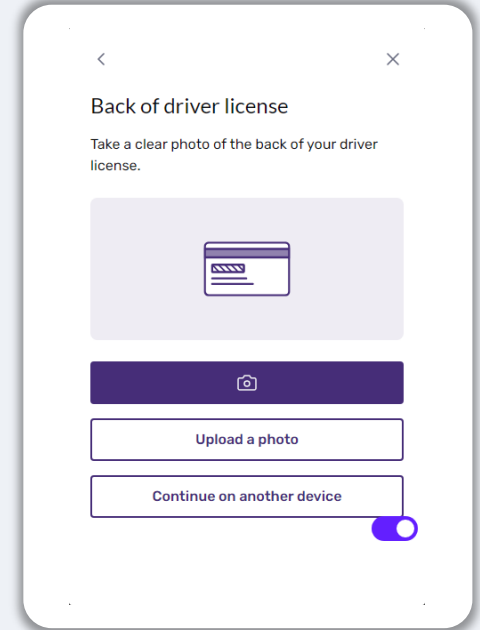 Back of driver license
Take a clear photo of the back of your driver
license.
Upload a photo
Continue on another device